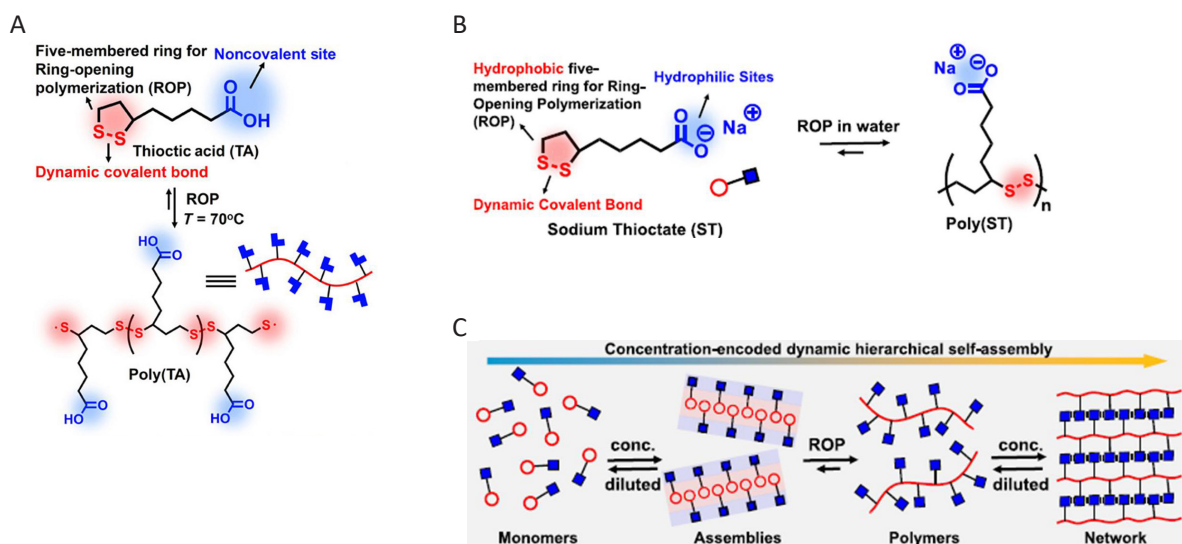 A
Five-membered ring for
Ring-opening
polymerization (ROP)
Noncovalent site
O
OH
S
S
Thioctic acid (TA)
Dynamic covalent bond
ROP
T = 70°C
HO
O
·S
S
S
S
S
S·
n
Poly(TA)
HO
O
HO
O
B
Hydrophobic five-
membered ring for Ring-
Opening Polymerization
(ROP)
Hydrophilic Sites
O
O
⊖
Na
⊕
S
S
Dynamic Covalent Bond
Sodium Thioctate (ST)
ROP in water
⊕
Na
⊖
O
O
S
S
n
Poly(ST)
C
Concentration-encoded dynamic hierarchical self-assembly
conc.
diluted
ROP
conc.
diluted
Monomers
Assemblies
Polymers
Network